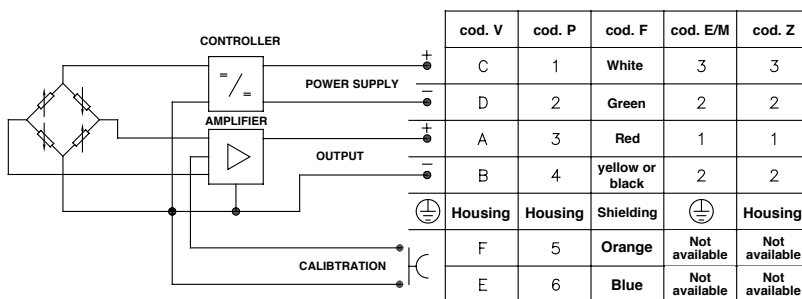 cod. V cod. P cod. F cod. E/M cod. Z
CONTROLLER
+ C 1 White 3 3
= / =
POWER SUPPLY
− D 2 Green 2 2
AMPLIFIER
+ A 3 Red 1 1
OUTPUT
− B 4 yellow or black 2 2
Housing Housing Shielding Housing
F 5 Orange Not available Not available
CALIBTRATION
E 6 Blue Not available Not available